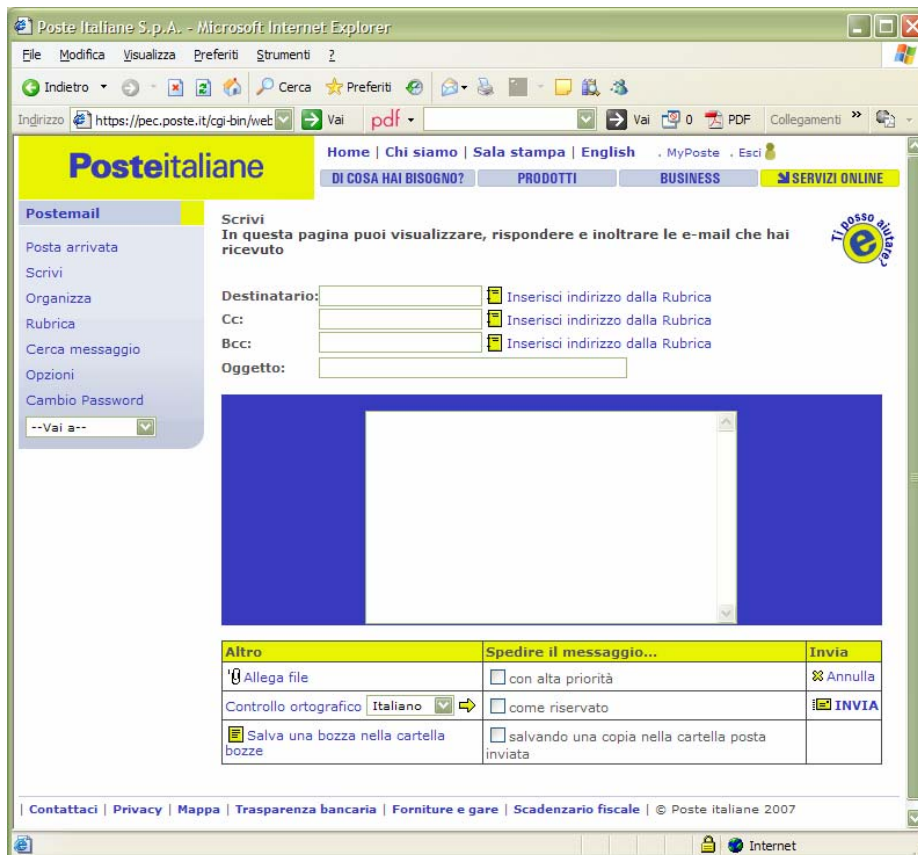 Poste Italiane S.p.A. - Microsoft Internet Explorer
File Modifica Visualizza Preferiti Strumenti ?
Indietro Cerca Preferiti
Indirizzo https://pec.poste.it/cgi-bin/web Vai pdf Vai 0 PDF Collegamenti »
Posteitaliane
Home | Chi siamo | Sala stampa | English . MyPoste . Esci
DI COSA HAI BISOGNO? PRODOTTI BUSINESS SERVIZI ONLINE
Postemail
Posta arrivata
Scrivi
Organizza
Rubrica
Cerca messaggio
Opzioni
Cambio Password
--Vai a--
Scrivi
In questa pagina puoi visualizzare, rispondere e inoltrare le e-mail che hai
ricevuto
Ti posso aiutare?
e
Destinatario: Inserisci indirizzo dalla Rubrica
Cc: Inserisci indirizzo dalla Rubrica
Bcc: Inserisci indirizzo dalla Rubrica
Oggetto:
Altro Spedire il messaggio... Invia
Allega file con alta priorità Annulla
Controllo ortografico Italiano come riservato INVIA
Salva una bozza nella cartella
bozze
salvando una copia nella cartella posta
inviata
| Contattaci | Privacy | Mappa | Trasparenza bancaria | Forniture e gare | Scadenzario fiscale | © Poste italiane 2007
Internet